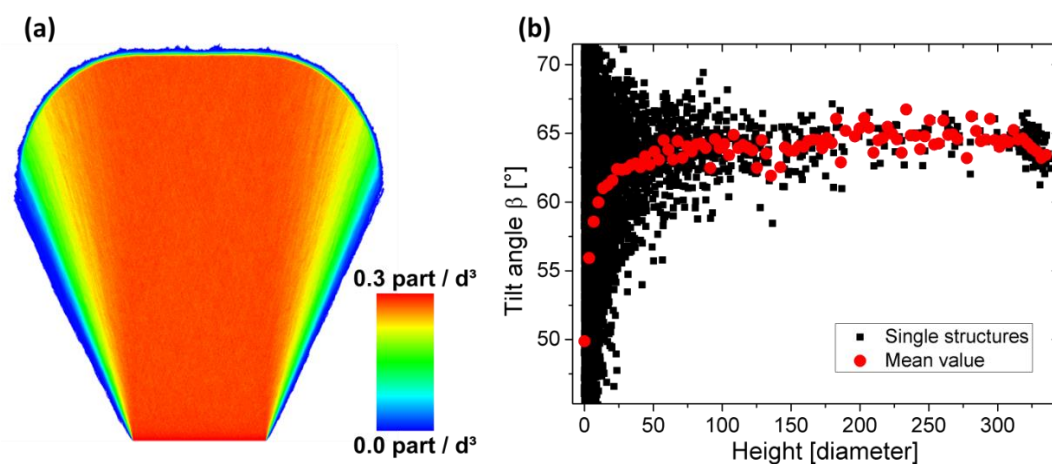 (a)
0.3 part / d³
0.0 part / d³
(b)
Tilt angle β [°]
70
65
60
55
50
Single structures
Mean value
0 50 100 150 200 250 300
Height [diameter]